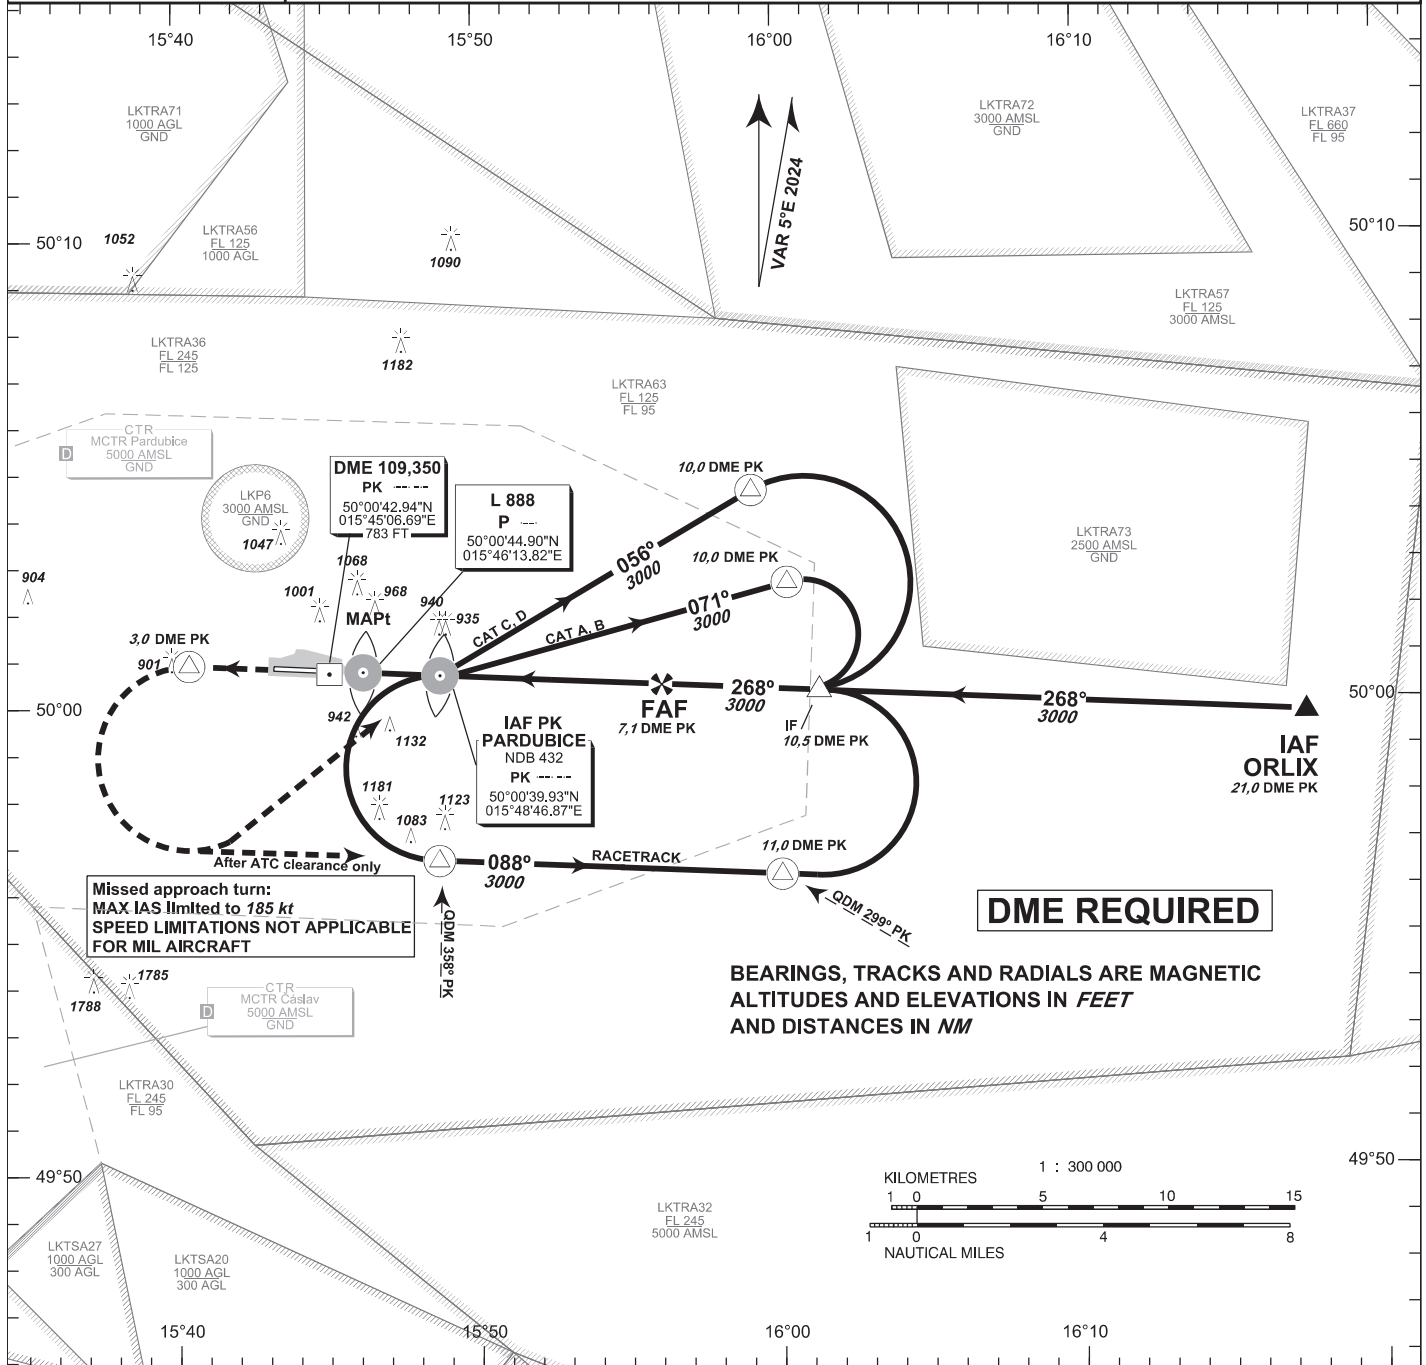 15°40
15°50
16°00
16°10
LKTRA71
1000 AGL
GND
LKTRA72
3000 AMSL
GND
LKTRA37
FL 660
FL 95
VAR 5°E 2024
1052
50°10
LKTRA56
FL 125
1000 AGL
1090
50°10
LKTRA57
FL 125
3000 AMSL
LKTRA36
FL 245
FL 125
1182
LKTRA63
FL 125
FL 95
CTR
MCTR Pardubice
5000 AMSL
GND
D
DME 109,350
PK
50°00'42.94"N
015°45'06.69"E
783 FT
L 888
P
50°00'44.90"N
015°46'13.82"E
10,0 DME PK
LKP6
3000 AMSL
GND
1047
LKTRA73
2500 AMSL
GND
056°
3000
10,0 DME PK
904
1068
1001
968
940
935
MAPt
071°
3000
CAT C, D
CAT A, B
3,0 DME PK
901
268°
3000
268°
3000
50°00
50°00
FAF
7,1 DME PK
IF
10,5 DME PK
942
1132
IAF PK
PARDUBICE
NDB 432
PK
50°00'39.93"N
015°48'46.87"E
IAF
ORLIX
21,0 DME PK
1181
1123
1083
After ATC clearance only
088°
3000
RACETRACK
11,0 DME PK
Missed approach turn:
MAX IAS limited to 185 kt
SPEED LIMITATIONS NOT APPLICABLE
FOR MIL AIRCRAFT
QDM 358° PK
QDM 299° PK
DME REQUIRED
BEARINGS, TRACKS AND RADIALS ARE MAGNETIC
ALTITUDES AND ELEVATIONS IN FEET
AND DISTANCES IN NM
1785
1788
CTR
MCTR Čáslav
5000 AMSL
GND
D
LKTRA30
FL 245
FL 95
49°50
49°50
1 : 300 000
KILOMETRES
1 0 5 10 15
1 0 4 8
NAUTICAL MILES
LKTRA32
FL 245
5000 AMSL
LKTSA27
1000 AGL
300 AGL
LKTSA20
1000 AGL
300 AGL
15°40
15°50
16°00
16°10